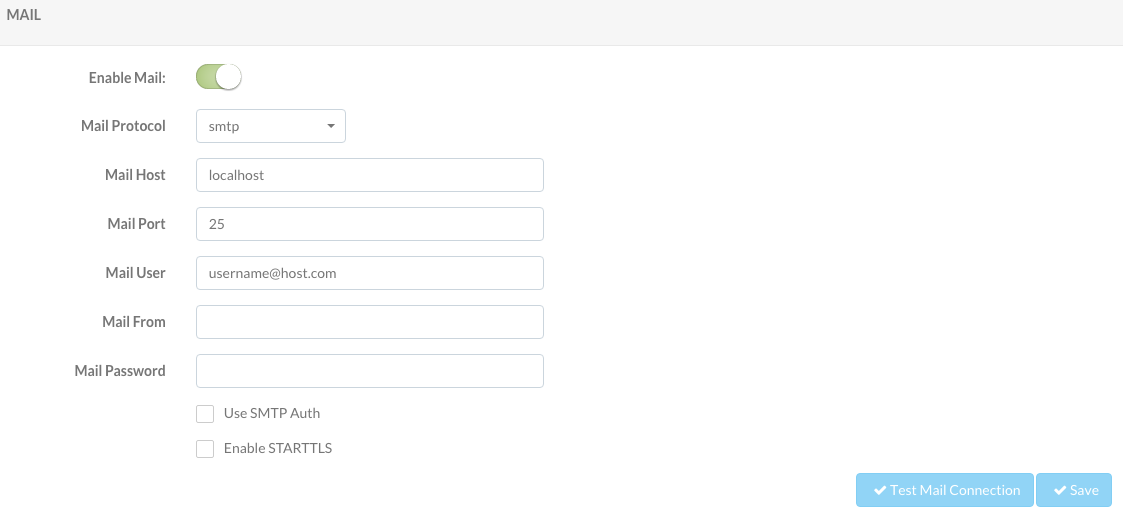 MAIL
Enable Mail:
Mail Protocol smtp
Mail Host localhost
Mail Port 25
Mail User username@host.com
Mail From
Mail Password
Use SMTP Auth
Enable STARTTLS
Test Mail Connection Save